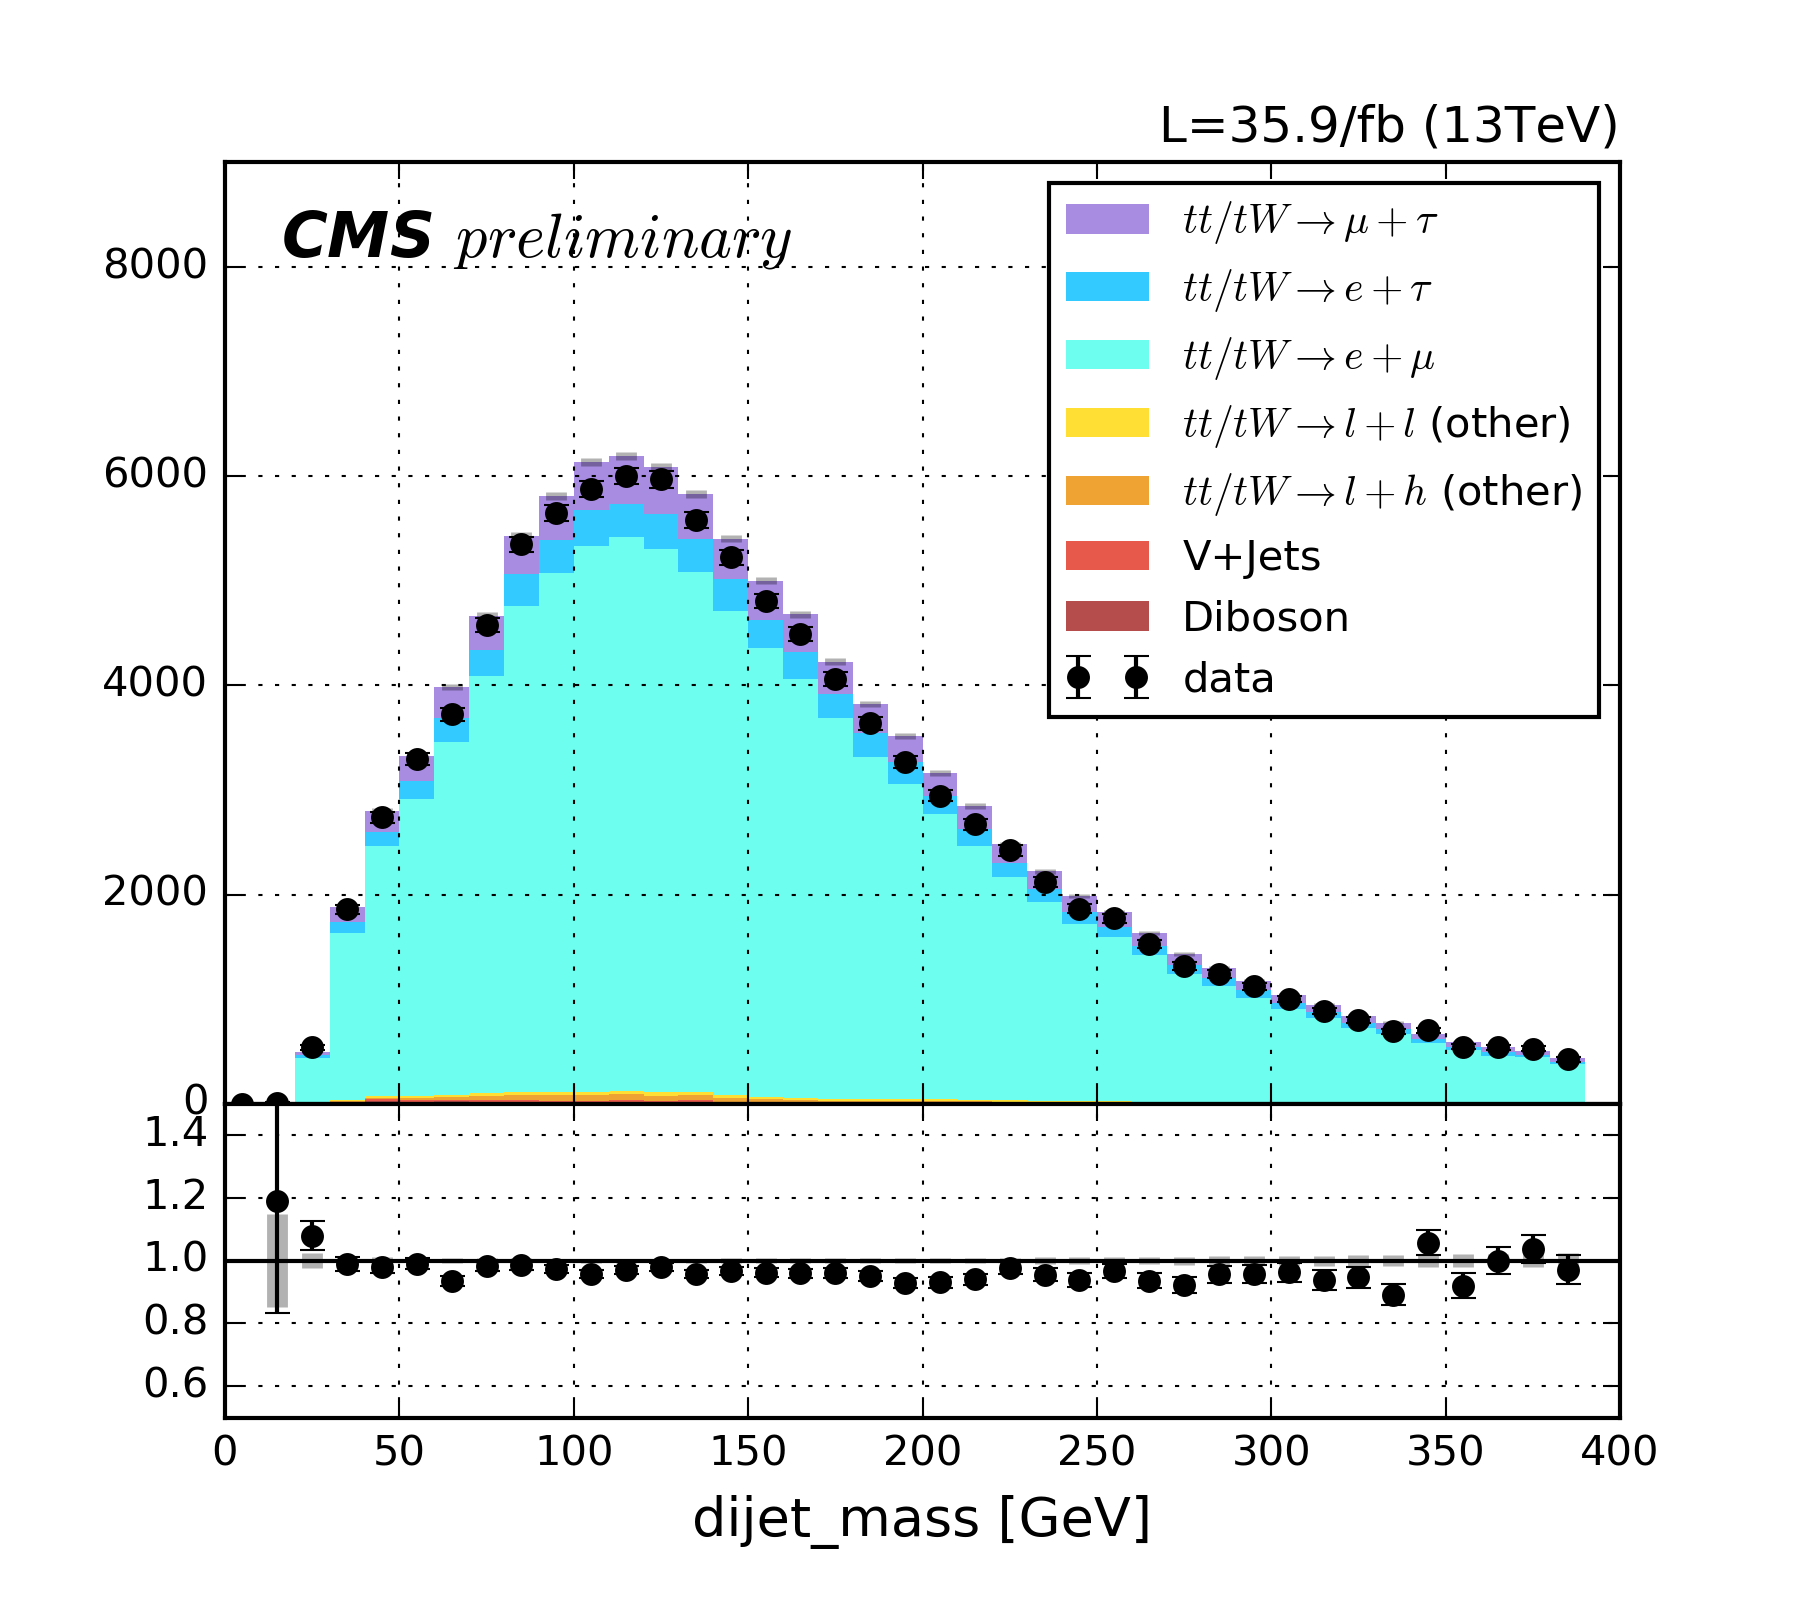 L=35.9/fb (13TeV)
CMS preliminary
8000
6000
4000
2000
0
tt/tW → μ + τ
tt/tW → e + τ
tt/tW → e + μ
tt/tW → l + l (other)
tt/tW → l + h (other)
V+Jets
Diboson
data
1.4
1.2
1.0
0.8
0.6
0 50 100 150 200 250 300 350 400
dijet_mass [GeV]